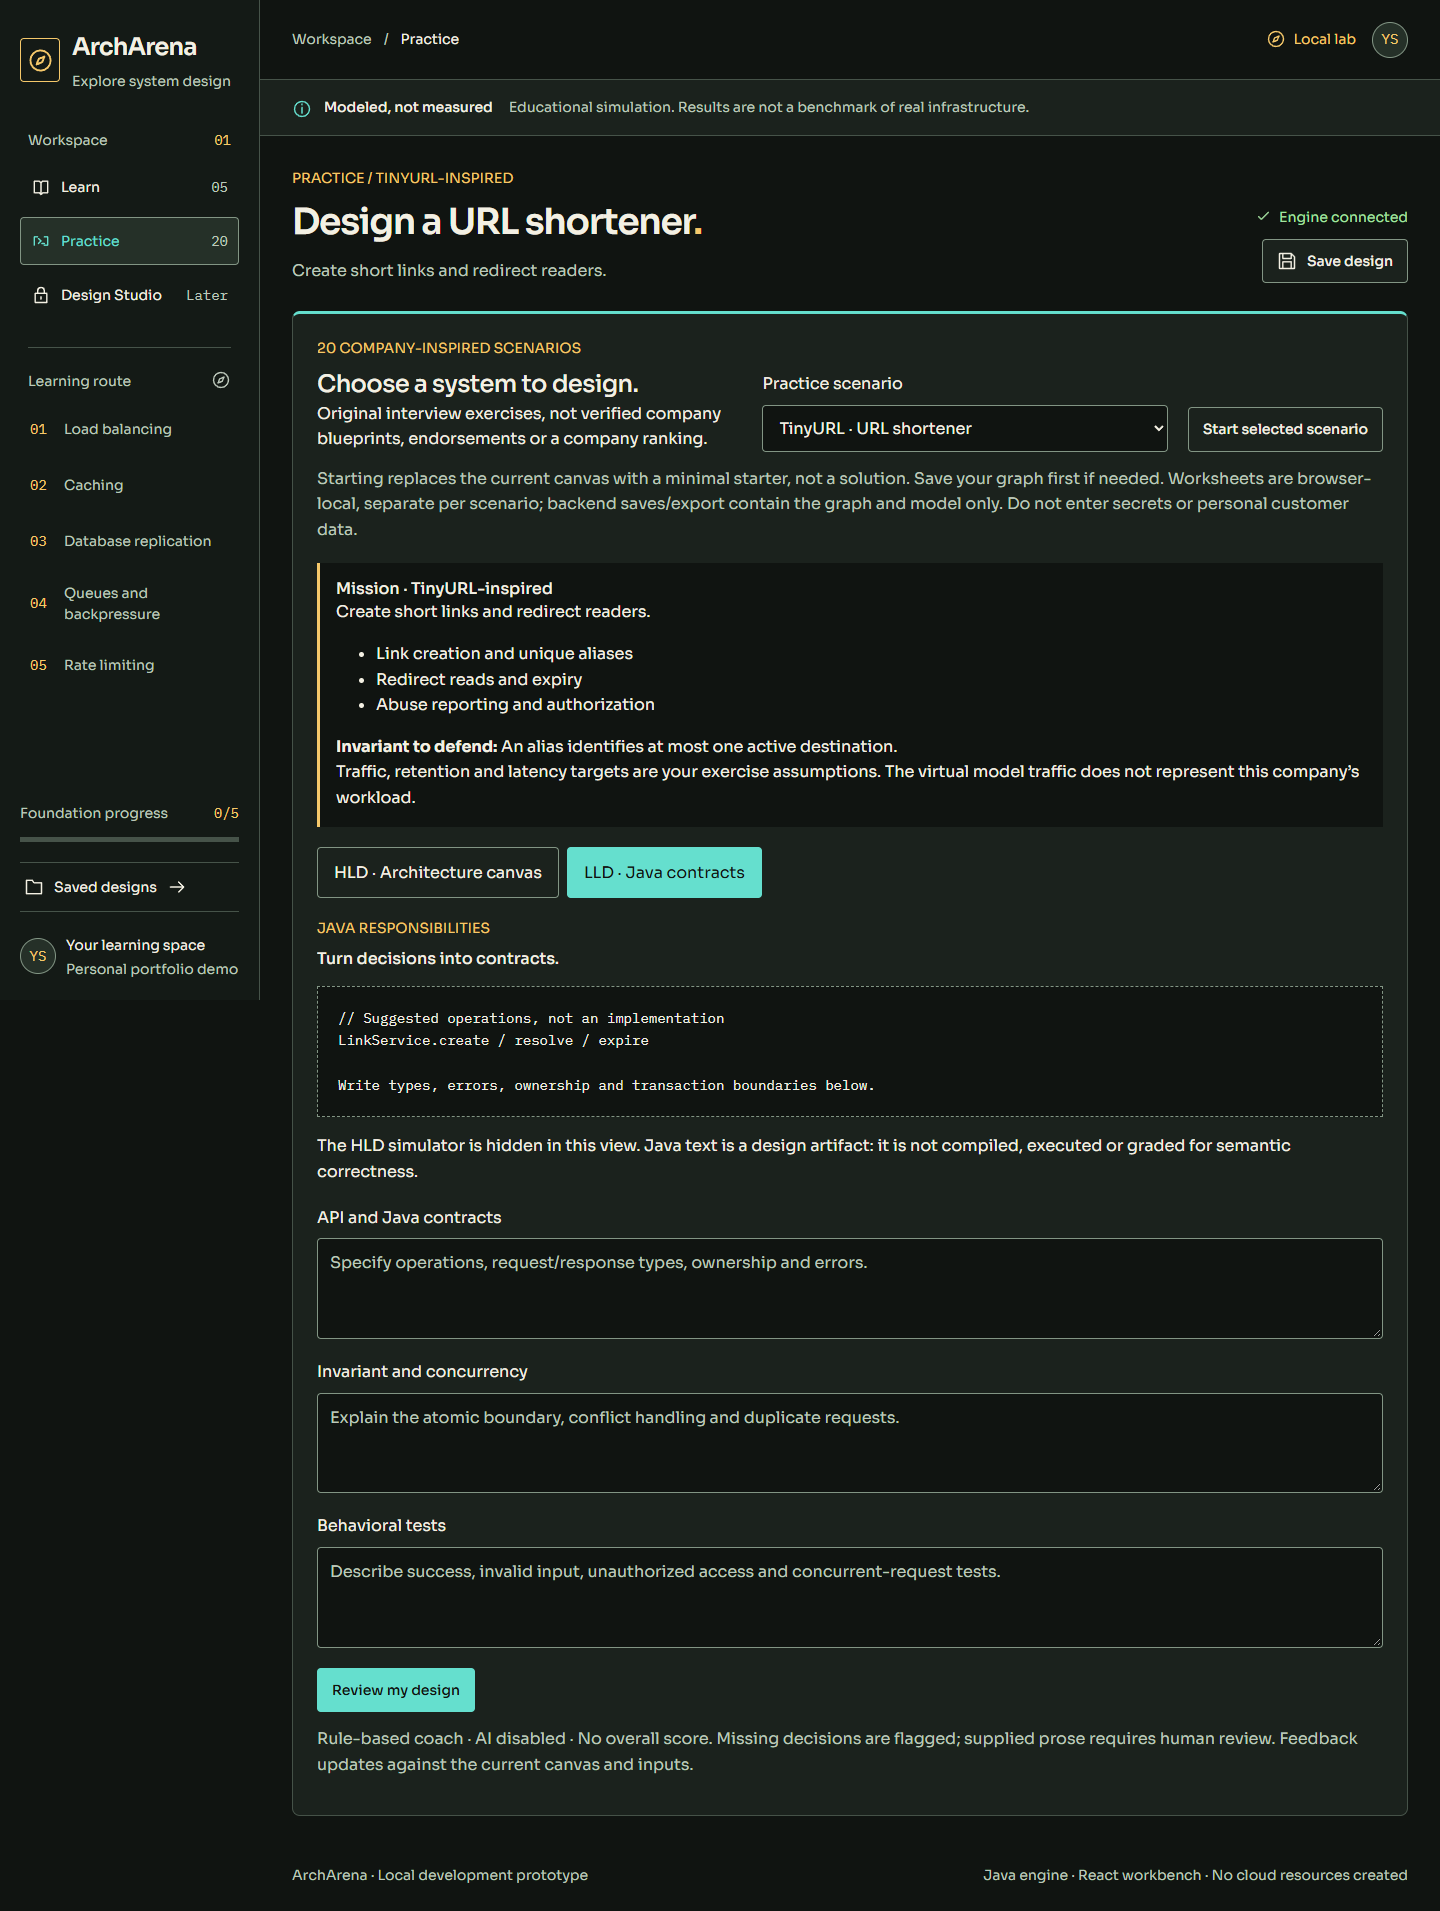 ArchArena
Explore system design
Workspace 01
Learn 05
Practice 20
Design Studio Later
Learning route
01 Load balancing
02 Caching
03 Database replication
04 Queues and
backpressure
05 Rate limiting
Foundation progress 0/5
Saved designs
YS
Your learning space
Personal portfolio demo
Workspace / Practice
Local lab YS
Modeled, not measured Educational simulation. Results are not a benchmark of real infrastructure.
PRACTICE / TINYURL-INSPIRED
Design a URL shortener.
Create short links and redirect readers.
Engine connected
Save design
20 COMPANY-INSPIRED SCENARIOS
Choose a system to design.
Original interview exercises, not verified company
blueprints, endorsements or a company ranking.
Practice scenario
TinyURL · URL shortener
Start selected scenario
Starting replaces the current canvas with a minimal starter, not a solution. Save your graph first if needed. Worksheets are browser-
local, separate per scenario; backend saves/export contain the graph and model only. Do not enter secrets or personal customer
data.
Mission · TinyURL-inspired
Create short links and redirect readers.
• Link creation and unique aliases
• Redirect reads and expiry
• Abuse reporting and authorization
Invariant to defend: An alias identifies at most one active destination.
Traffic, retention and latency targets are your exercise assumptions. The virtual model traffic does not represent this company’s
workload.
HLD · Architecture canvas
LLD · Java contracts
JAVA RESPONSIBILITIES
Turn decisions into contracts.
// Suggested operations, not an implementation
LinkService.create / resolve / expire
Write types, errors, ownership and transaction boundaries below.
The HLD simulator is hidden in this view. Java text is a design artifact: it is not compiled, executed or graded for semantic
correctness.
API and Java contracts
Specify operations, request/response types, ownership and errors.
Invariant and concurrency
Explain the atomic boundary, conflict handling and duplicate requests.
Behavioral tests
Describe success, invalid input, unauthorized access and concurrent-request tests.
Review my design
Rule-based coach · AI disabled · No overall score. Missing decisions are flagged; supplied prose requires human review. Feedback
updates against the current canvas and inputs.
ArchArena · Local development prototype
Java engine · React workbench · No cloud resources created